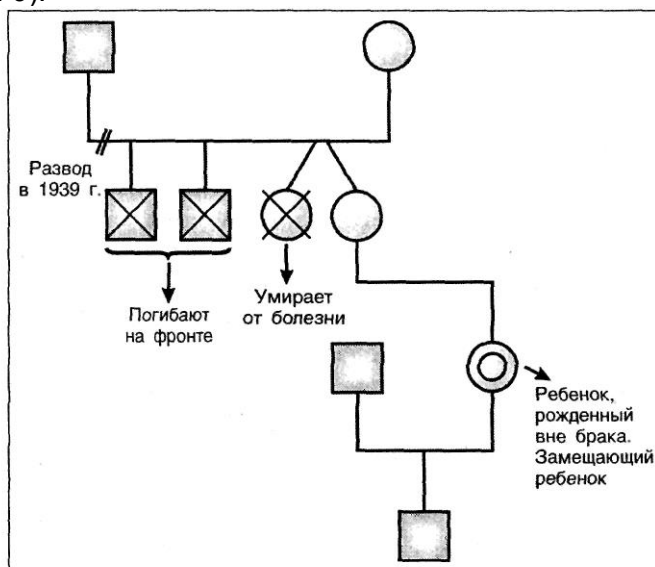 Развод
в 1939 г.
Погибают
на фронте
Умирает
от болезни
Ребенок,
рожденный
вне брака.
Замещающий
ребенок